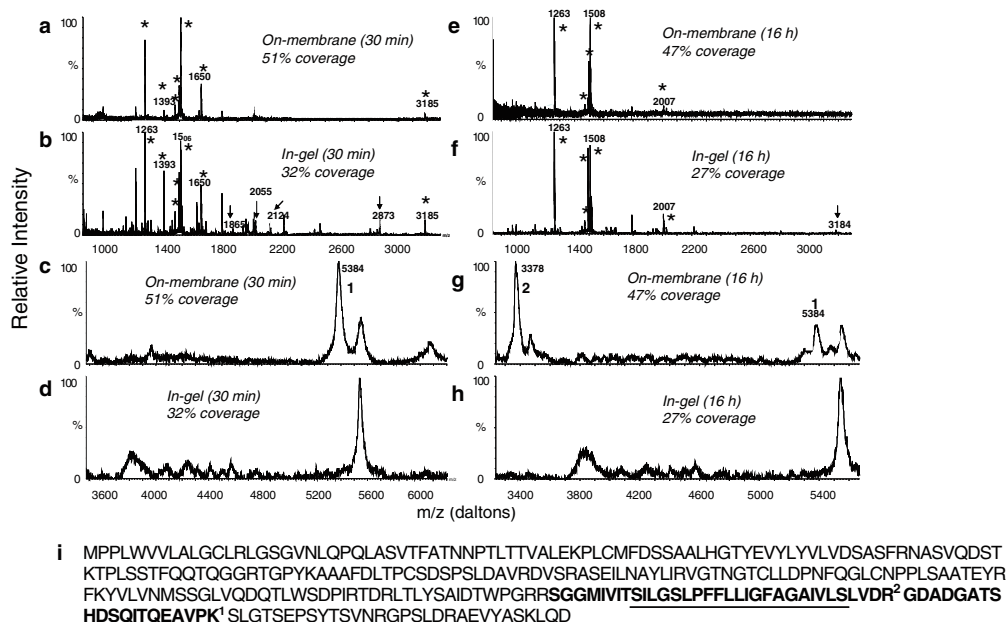 a
100
%
0
*
*
*
1393
*
*
1650
*
*
3185
On-membrane (30 min)
51% coverage
b
100
%
0
1263
*
*
1393
*
*
1506
*
*
1650
1865
2055
2124
2873
*
3185
In-gel (30 min)
32% coverage
1000 1400 1800 2200 2600 3000 m/z
e
100
%
0
1263
*
1508
*
*
*
*
2007
On-membrane (16 h)
47% coverage
f
100
%
0
1263
*
1508
*
*
*
2007
*
3184
In-gel (16 h)
27% coverage
1000 1400 1800 2200 2600 3000
Relative Intensity
c
100
%
0
5384
1
On-membrane (30 min)
51% coverage
d
100
%
0
In-gel (30 min)
32% coverage
3600 4000 4400 4800 5200 5600 6000 m/z
g
100
%
0
3378
2
1
5384
On-membrane (16 h)
47% coverage
h
100
%
0
In-gel (16 h)
27% coverage
3400 3800 4200 4600 5000 5400
m/z (daltons)
i MPPLWVVLALGCLRLGSGVNLQPQLASVTFATNNPTLTTVALEKPLCMFDSSAALHGTYEVYLYVLVDSASFRNASVQDST
KTPLSSTFQQTQGGRTGPYKAAAFDLTPCSDSPSLDAVRDVSRASEILNAYLIRVGTNGTCLLDPNFQGLCNPPLSAATEYR
FKYVLVNMSSGLVQDQTLWSDPIRTDRLTLYSAIDTWPGRRSGGMIVITSILGSLPFFLLIGFAGAIVLSLVDR² GDADGATS
HDSQITQEAVPK¹ SLGTSEPSYTSVNRGPSLDRAEVYASKLQD